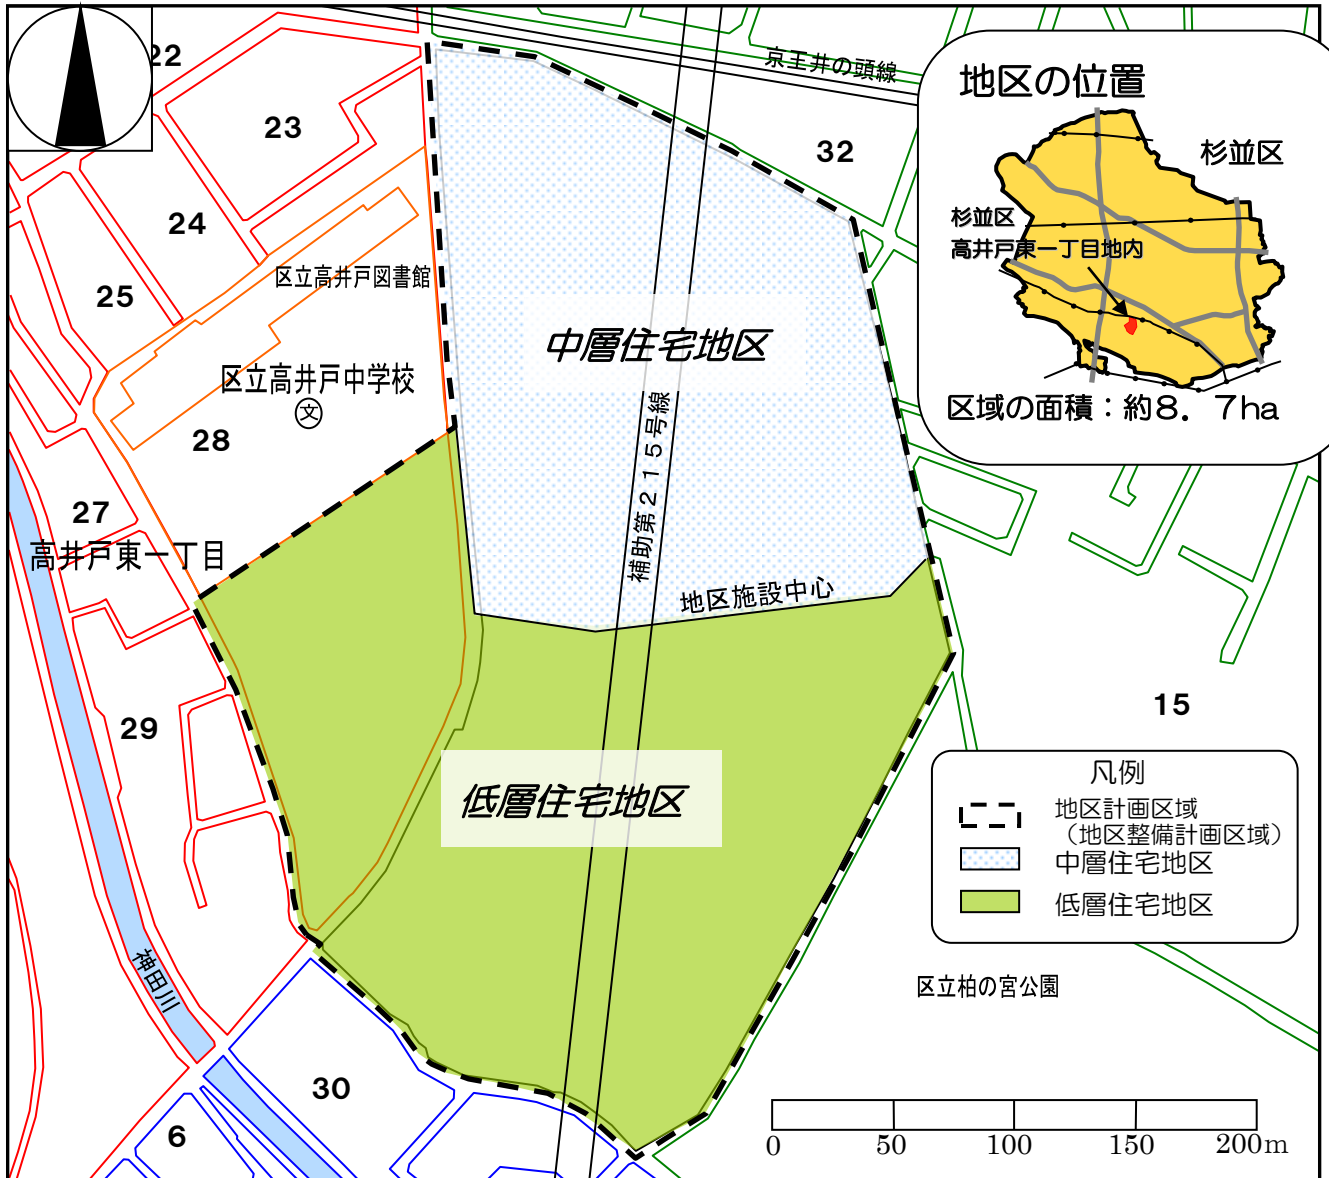 22
23
京王井の頭線
32
24
区立高井戸図書館
25
中層住宅地区
区立高井戸中学校
文
28
補助第215号線
27
高井戸東一丁目
地区施設中心
29
15
低層住宅地区
神田川
区立柏の宮公園
30
6
地区の位置
杉並区
杉並区
高井戸東一丁目地内
区域の面積：約8．7ha
凡例
地区計画区域
（地区整備計画区域）
中層住宅地区
低層住宅地区
0 50 100 150 200m